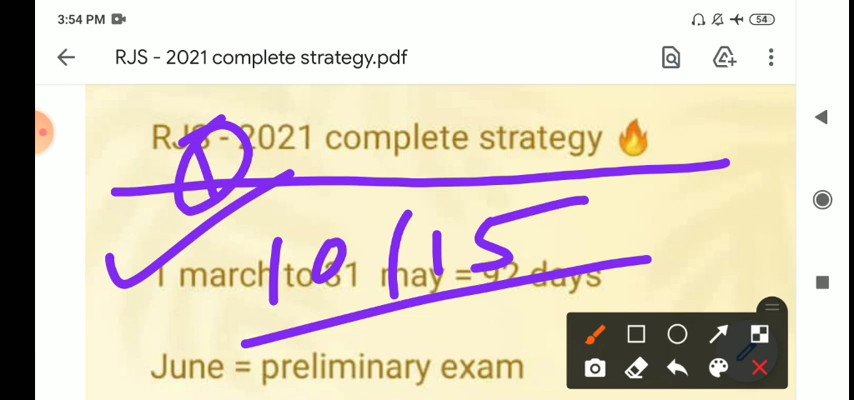 3:54 PM 54
RJS - 2021 complete strategy.pdf
RJS - 2021 complete strategy 🔥
10/15
1 march to 31 may = 92 days
June = preliminary exam